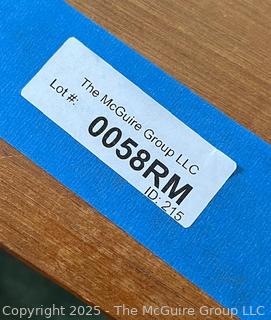 The McGuire Group LLC
Lot #:
0058RM
ID: 215
Copyright 2025 - The McGuire Group LLC